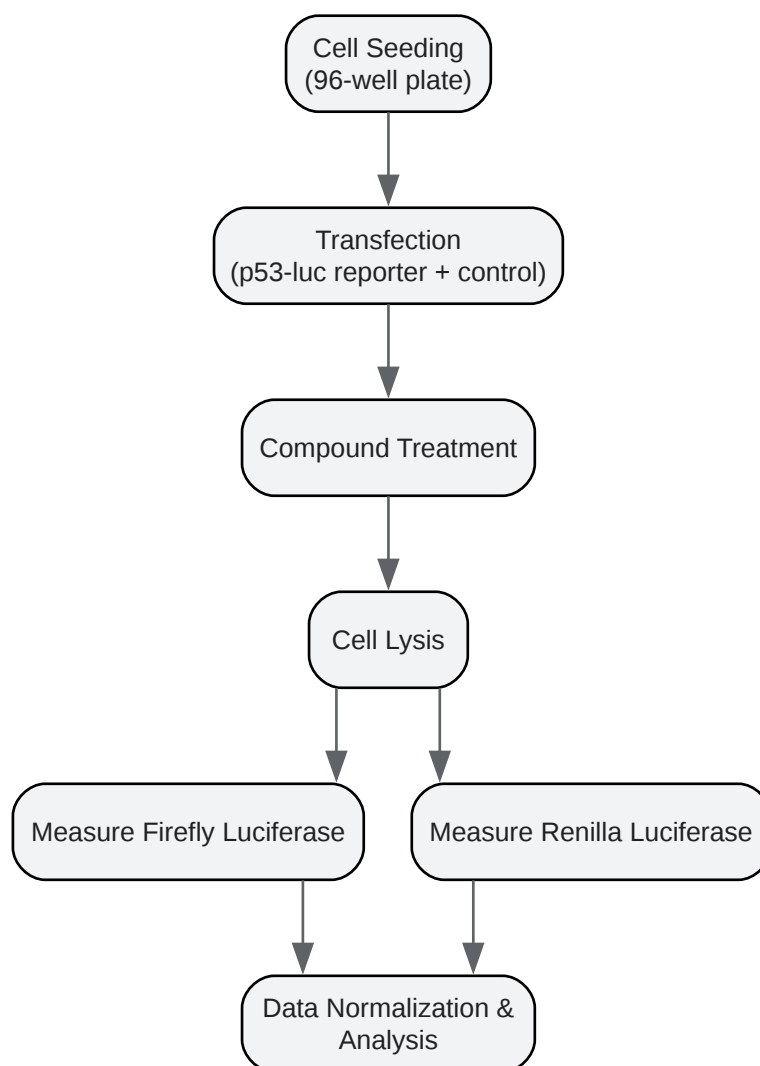 Cell Seeding
(96-well plate)
Transfection
(p53-luc reporter + control)
Compound Treatment
Cell Lysis
Measure Firefly Luciferase
Measure Renilla Luciferase
Data Normalization &
Analysis